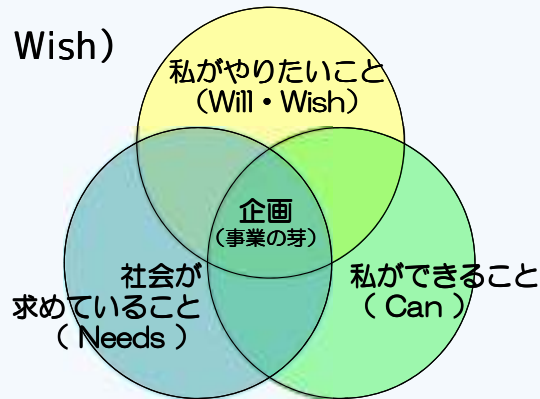 Wish）
私がやりたいこと
（Will・Wish）
企画
（事業の芽）
社会が
求めていること
（ Needs ）
私ができること
（ Can ）